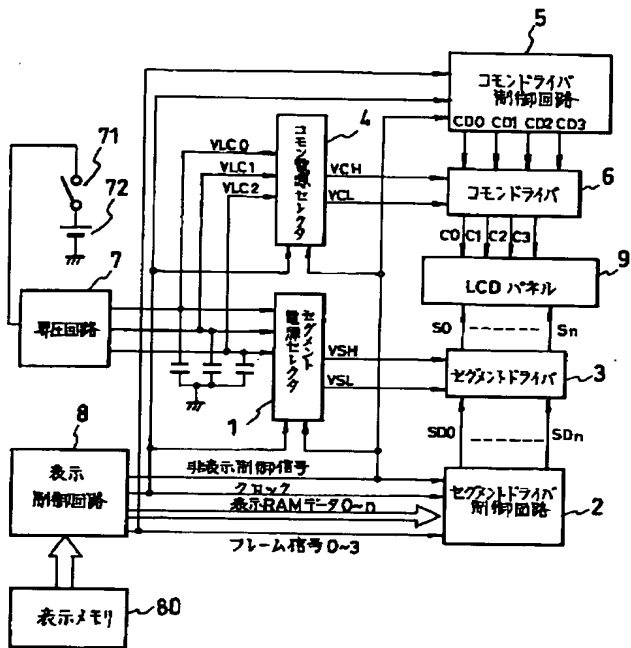 5
コモンドライバ
制御回路
CD0 CD1 CD2 CD3
4
コモン電源セレクタ
VLC0
VLC1
VLC2
VCH
VCL
コモンドライバ
6
C0 C1 C2 C3
9
LCD パネル
S0 Sn
71
72
7
昇圧回路
セグメント
電源セレクタ
1
VSH
VSL
セグメントドライバ
3
SD0 SDn
8
表示
制御回路
非表示制御信号
クロック
表示RAMデータ0~n
フレーム信号0~3
セグメントドライバ
制御回路
2
表示メモリ
80